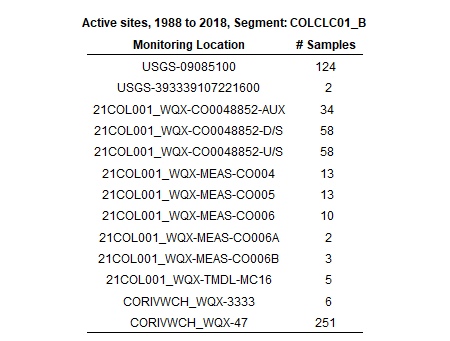 Active sites, 1988 to 2018, Segment: COLCLC01_B
Monitoring Location # Samples
USGS-09085100 124
USGS-393339107221600 2
21COL001_WQX-CO0048852-AUX 34
21COL001_WQX-CO0048852-D/S 58
21COL001_WQX-CO0048852-U/S 58
21COL001_WQX-MEAS-CO004 13
21COL001_WQX-MEAS-CO005 13
21COL001_WQX-MEAS-CO006 10
21COL001_WQX-MEAS-CO006A 2
21COL001_WQX-MEAS-CO006B 3
21COL001_WQX-TMDL-MC16 5
CORIVWCH_WQX-3333 6
CORIVWCH_WQX-47 251